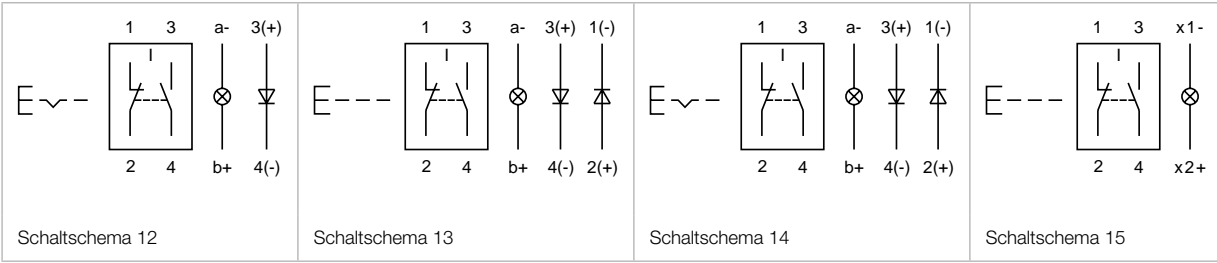 1 3 a- 3(+)
I
2 4 b+ 4(-)
Schaltschema 12
1 3 a- 3(+) 1(-)
I
2 4 b+ 4(-) 2(+)
Schaltschema 13
1 3 a- 3(+) 1(-)
I
2 4 b+ 4(-) 2(+)
Schaltschema 14
1 3 x1-
I
2 4 x2+
Schaltschema 15